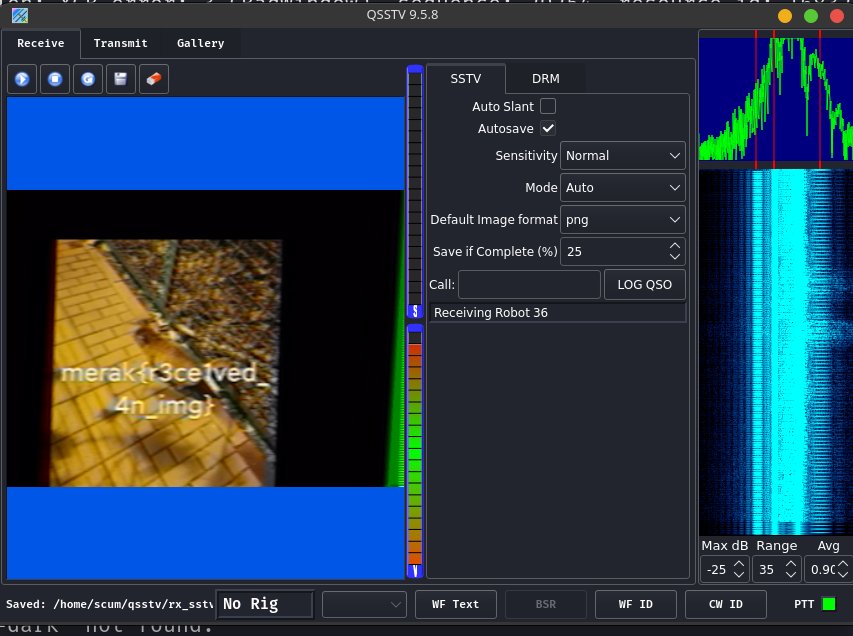 QSSTV 9.5.8
Receive Transmit Gallery
SSTV DRM
Auto Slant
Autosave
Sensitivity Normal
Mode Auto
Default Image format png
Save if Complete (%) 25
Call: LOG QSO
Receiving Robot 36
merak{r3ce1ved_
4n_img}
S
V
Max dB Range Avg
-25 35 0.90
Saved: /home/scum/qsstv/rx_sstv No Rig WF Text BSR WF ID CW ID PTT
-dark not found.